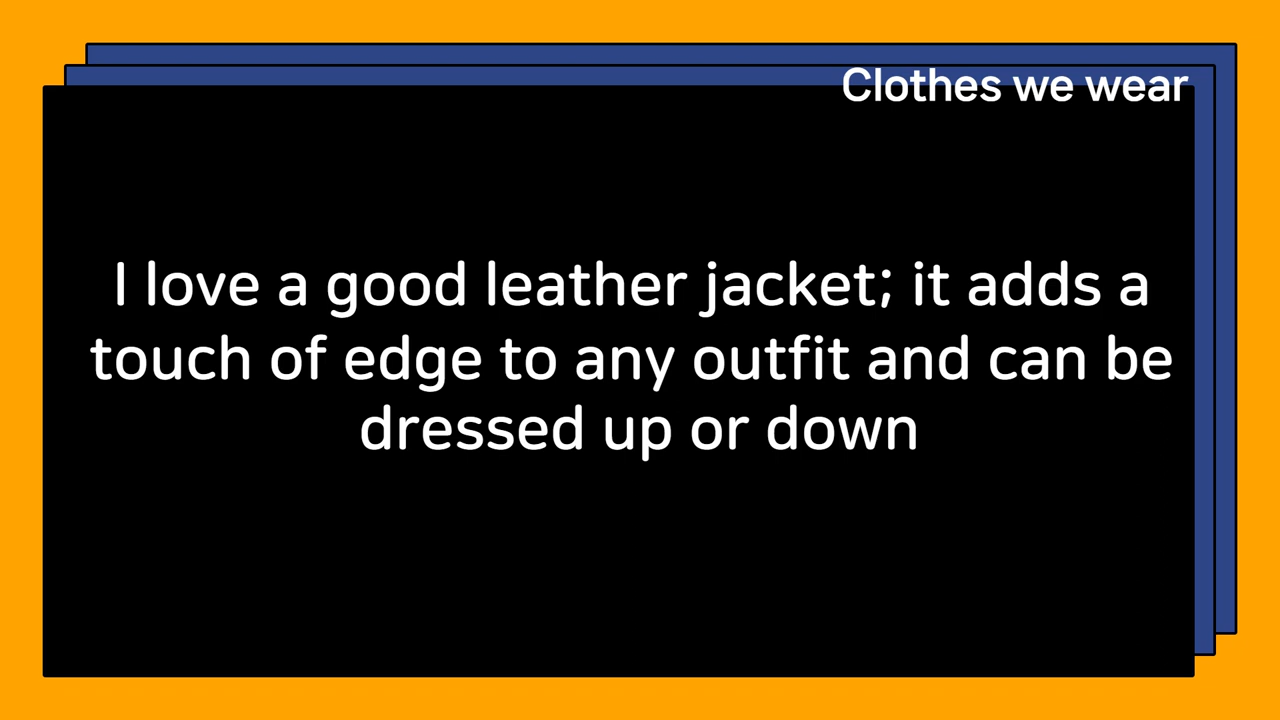 Clothes we wear
I love a good leather jacket; it adds a
touch of edge to any outfit and can be
dressed up or down